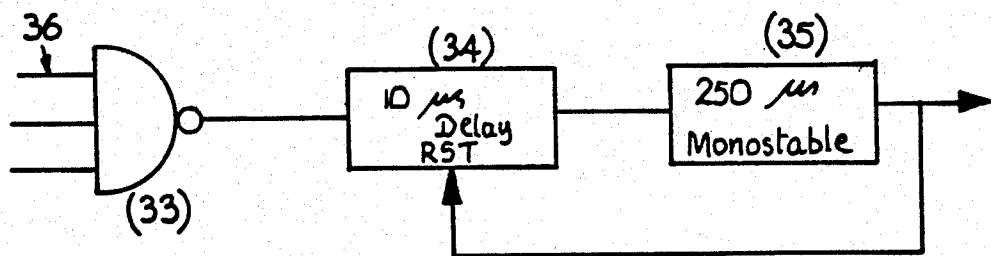 36
(33)
(34)
10 μs
Delay
RST
(35)
250 μs
Monostable